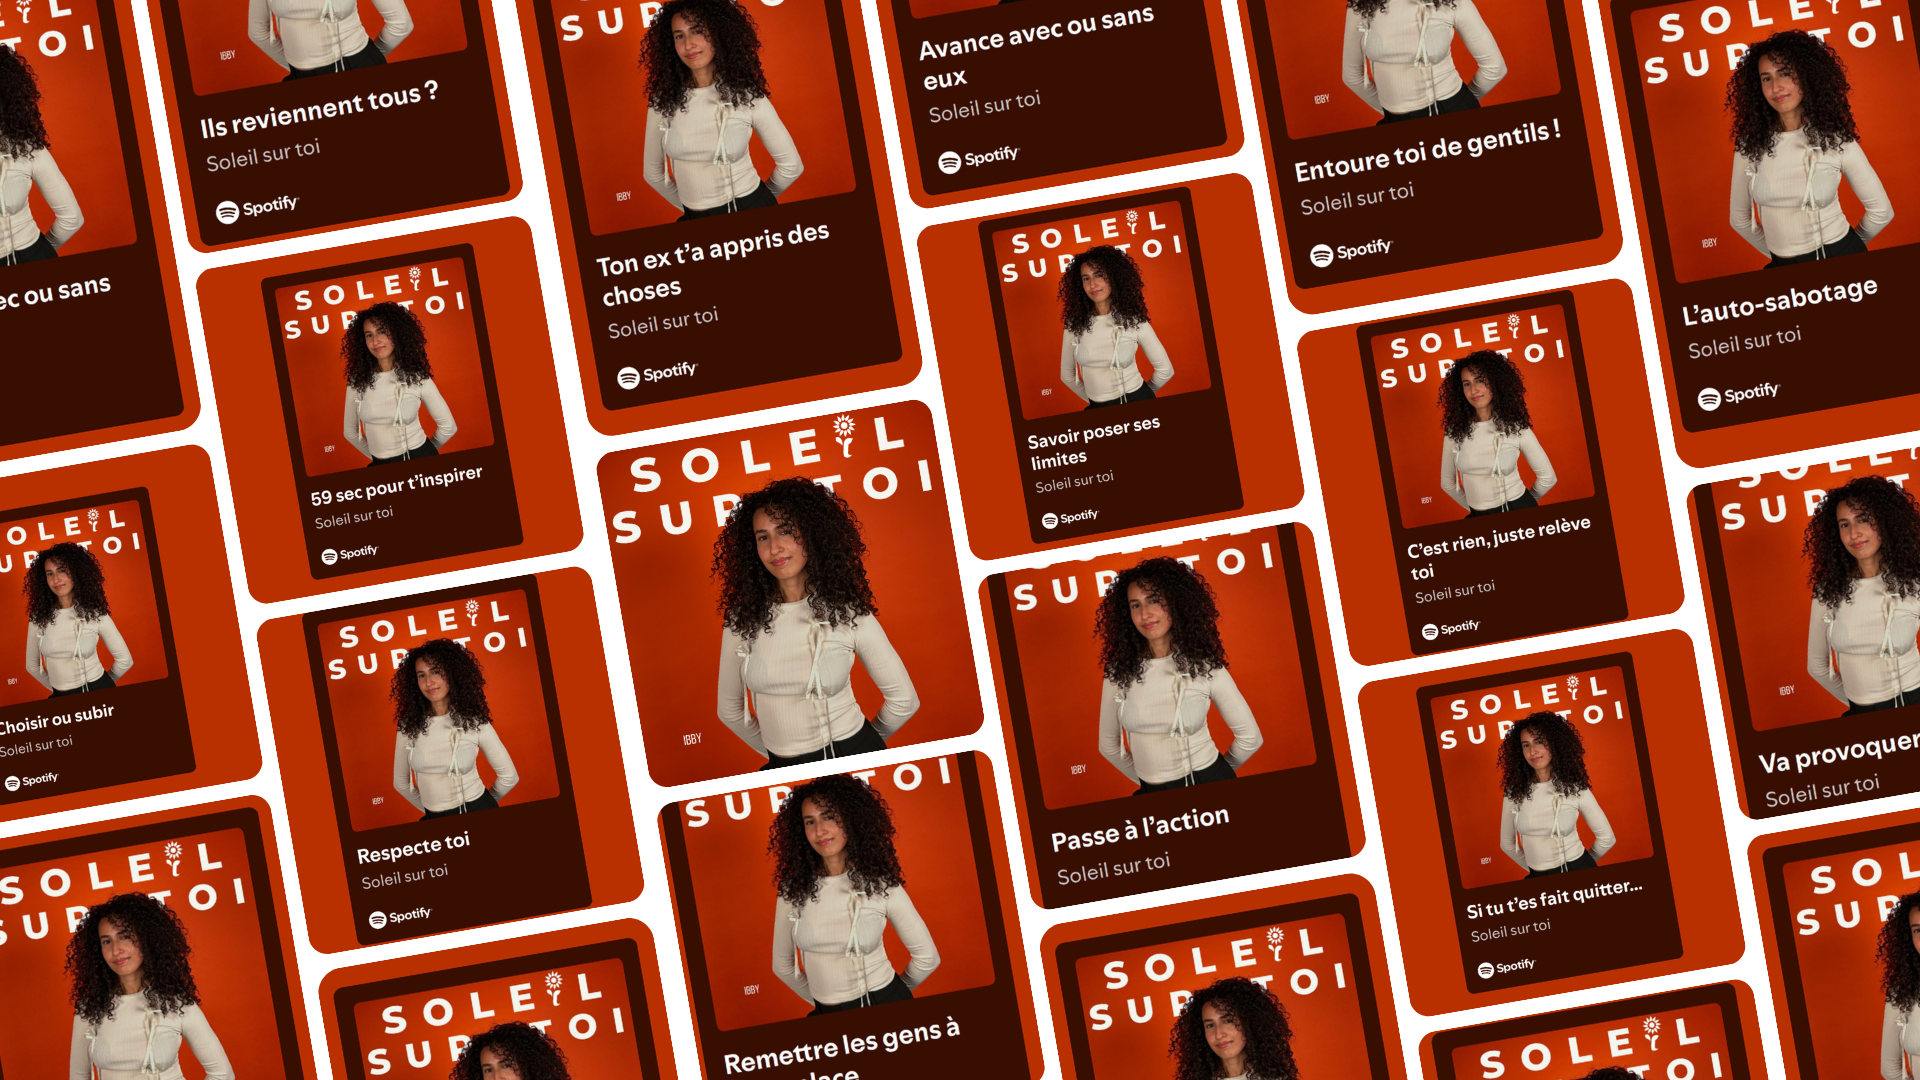 TOI
ec ou sans
SOLEIL
SUR TOI
Choisir ou subir
Soleil sur toi
Spotify
SOLEIL
SUR TOI
IBBY
Ils reviennent tous ?
Soleil sur toi
Spotify
SOLEIL
SUR TOI
IBBY
59 sec pour t’inspirer
Soleil sur toi
Spotify
SOLEIL
SUR TOI
IBBY
Respecte toi
Soleil sur toi
Spotify
SOLEIL
SUR TOI
SUR TOI
IBBY
Ton ex t’a appris des
choses
Soleil sur toi
Spotify
SOLEIL
SUR TOI
IBBY
SUR TOI
IBBY
Remettre les gens à
Avance avec ou sans
eux
Soleil sur toi
Spotify
SOLEIL
SUR TOI
IBBY
Savoir poser ses
limites
Soleil sur toi
Spotify
SUR TOI
IBBY
Passe à l’action
Soleil sur toi
SOLEIL
SUR TOI
IBBY
Entoure toi de gentils !
Soleil sur toi
Spotify
SOLEIL
SUR TOI
IBBY
C’est rien, juste relève
toi
Soleil sur toi
Spotify
SOLEIL
SUR TOI
IBBY
Si tu t’es fait quitter...
Soleil sur toi
Spotify
SOLEIL
TOI
SOLEIL
SUR TOI
IBBY
L’auto-sabotage
Soleil sur toi
Spotify
SUR
IBBY
Va provoquer
Soleil sur toi
SOL
SUR